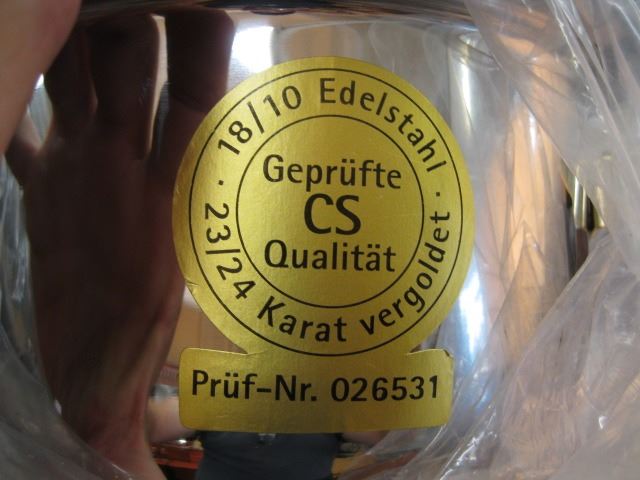 · 18/10 Edelstahl ·
23/24 Karat vergoldet
Geprüfte
CS
Qualität
Prüf-Nr. 026531